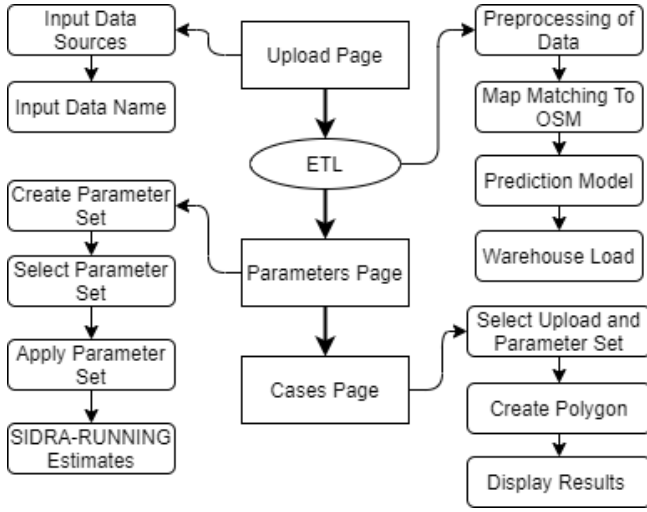 Input Data
Sources
Input Data Name
Upload Page
ETL
Preprocessing of
Data
Map Matching To
OSM
Prediction Model
Warehouse Load
Create Parameter
Set
Select Parameter
Set
Apply Parameter
Set
SIDRA-RUNNING
Estimates
Parameters Page
Cases Page
Select Upload and
Parameter Set
Create Polygon
Display Results